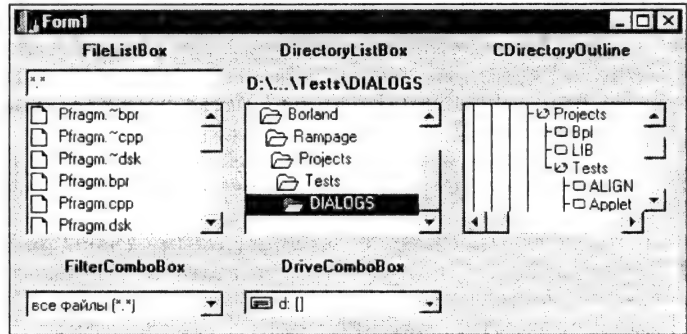 Form1
FileListBox
DirectoryListBox
CDirectoryOutline
*.*
D:\...\Tests\DIALOGS
Pfragm.~bpr
Pfragm.~cpp
Pfragm.~dsk
Pfragm.bpr
Pfragm.cpp
Pfragm.dsk
Borland
Rampage
Projects
Tests
DIALOGS
Projects
Bpl
LIB
Tests
ALIGN
Applet
FilterComboBox
DriveComboBox
все файлы (*.*)
d: []